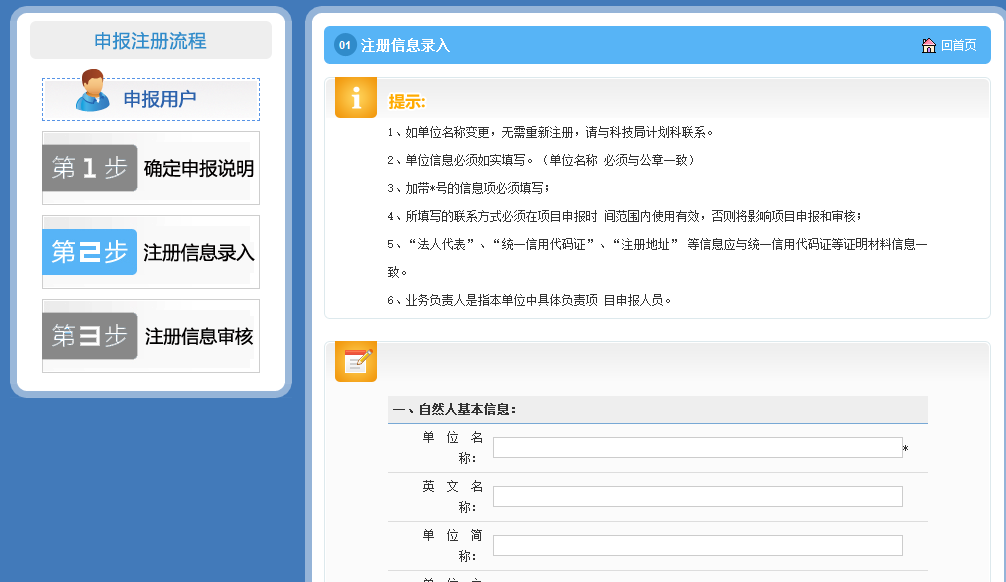 申报注册流程
申报用户
第1步 确定申报说明
第2步 注册信息录入
第3步 注册信息审核
01 注册信息录入
回首页
提示:
1、如单位名称变更，无需重新注册，请与科技局计划科联系。
2、单位信息必须如实填写。（单位名称 必须与公章一致）
3、加带*号的信息项必须填写；
4、所填写的联系方式必须在项目申报时 间范围内使用有效，否则将影响项目申报和审核；
5、“法人代表”、“统一信用代码证”、“注册地址” 等信息应与统一信用代码证等证明材料信息一
致。
6、业务负责人是指本单位中具体负责项 目申报人员。
一、自然人基本信息：
单 位 名
称： *
英 文 名
称：
单 位 简
称：